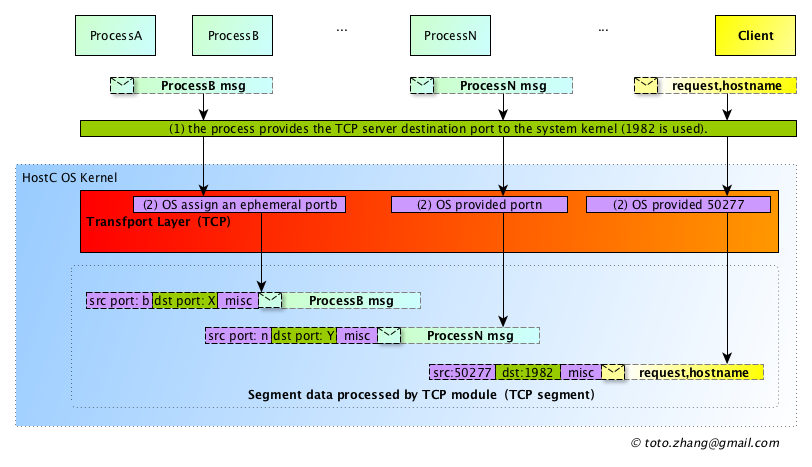 ProcessA
ProcessB
...
ProcessN
...
Client
ProcessB msg
ProcessN msg
request,hostname
(1) the process provides the TCP server destination port to the system kernel (1982 is used).
HostC OS Kernel
(2) OS assign an ephemeral portb
(2) OS provided portn
(2) OS provided 50277
Transfport Layer (TCP)
src port: b
dst port: X
misc
ProcessB msg
src port: n
dst port: Y
misc
ProcessN msg
src:50277
dst:1982
misc
request,hostname
Segment data processed by TCP module (TCP segment)
© toto.zhang@gmail.com